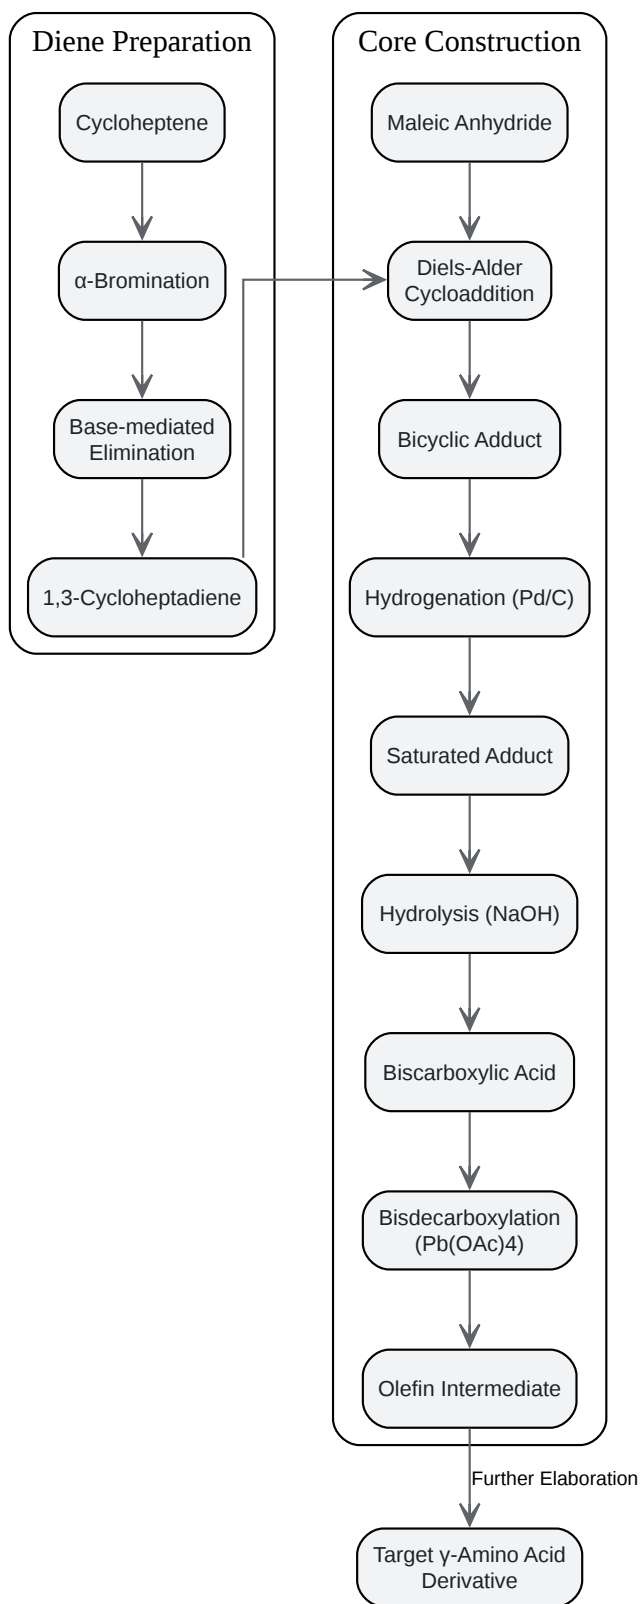 Diene Preparation
Cycloheptene
α-Bromination
Base-mediated
Elimination
1,3-Cycloheptadiene
Core Construction
Maleic Anhydride
Diels-Alder
Cycloaddition
Bicyclic Adduct
Hydrogenation (Pd/C)
Saturated Adduct
Hydrolysis (NaOH)
Biscarboxylic Acid
Bisdecarboxylation
(Pb(OAc)4)
Olefin Intermediate
Further Elaboration
Target γ-Amino Acid
Derivative